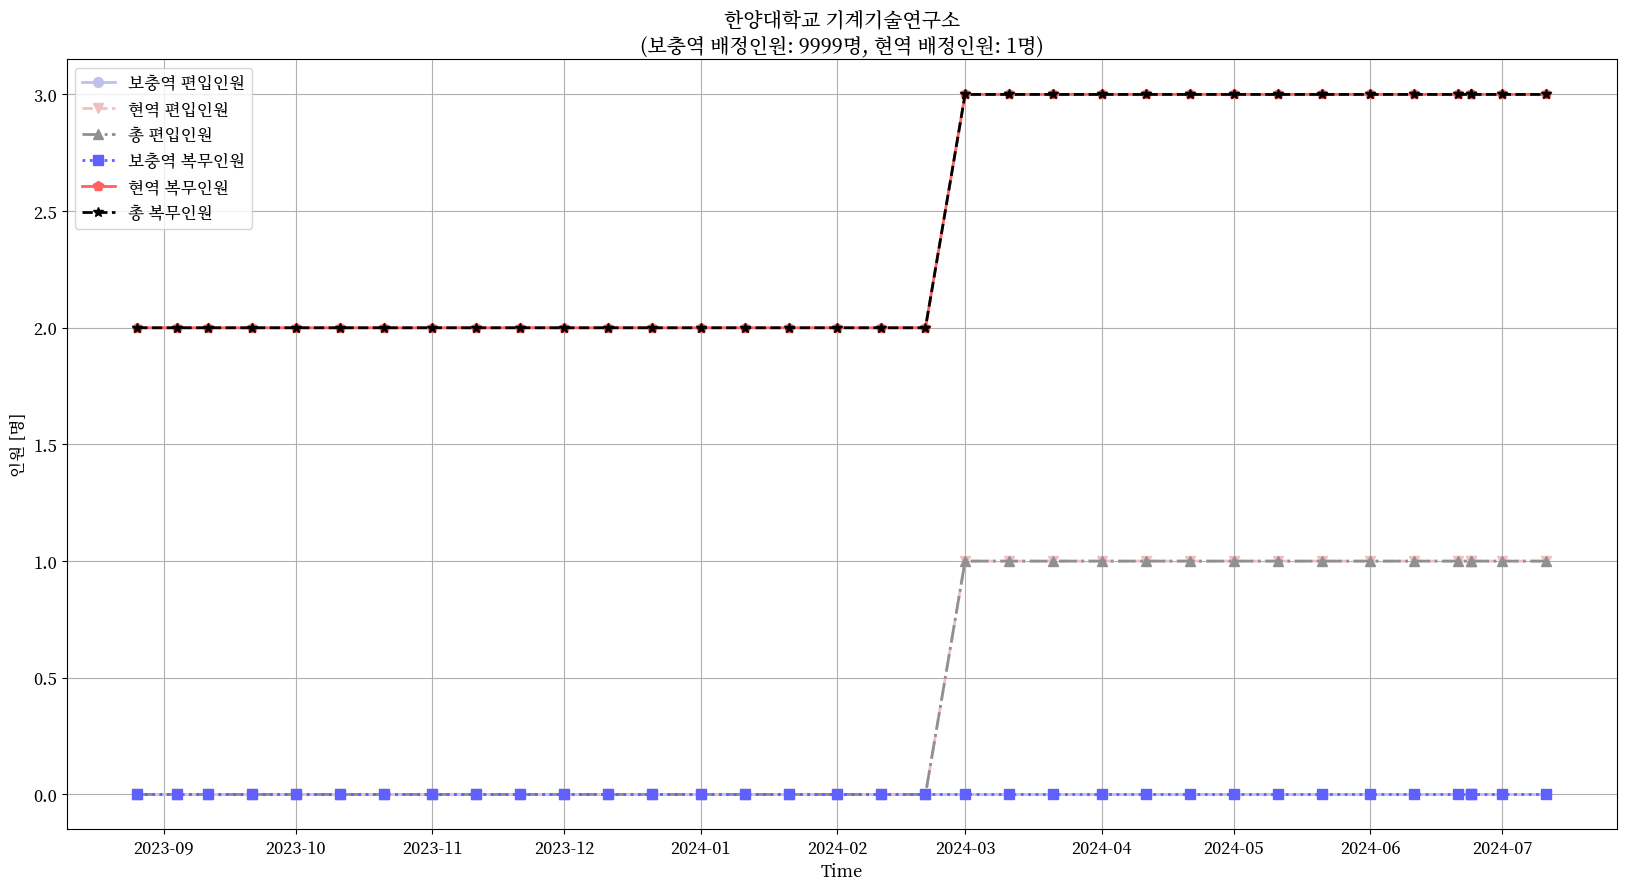 한양대학교 기계기술연구소
(보충역 배정인원: 9999명, 현역 배정인원: 1명)
보충역 편입인원
현역 편입인원
총 편입인원
보충역 복무인원
현역 복무인원
총 복무인원
3.0
2.5
2.0
1.5
1.0
0.5
0.0
인원 [명]
2023-09 2023-10 2023-11 2023-12 2024-01 2024-02 2024-03 2024-04 2024-05 2024-06 2024-07
Time